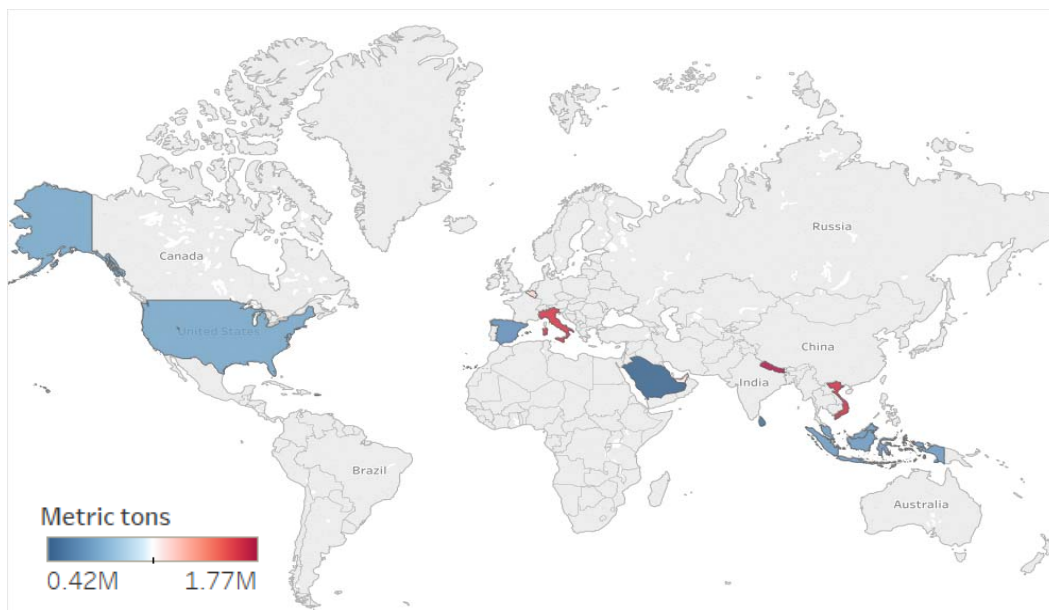 Russia
Canada
United States
China
India
Brazil
Australia
Metric tons
0.42M 1.77M